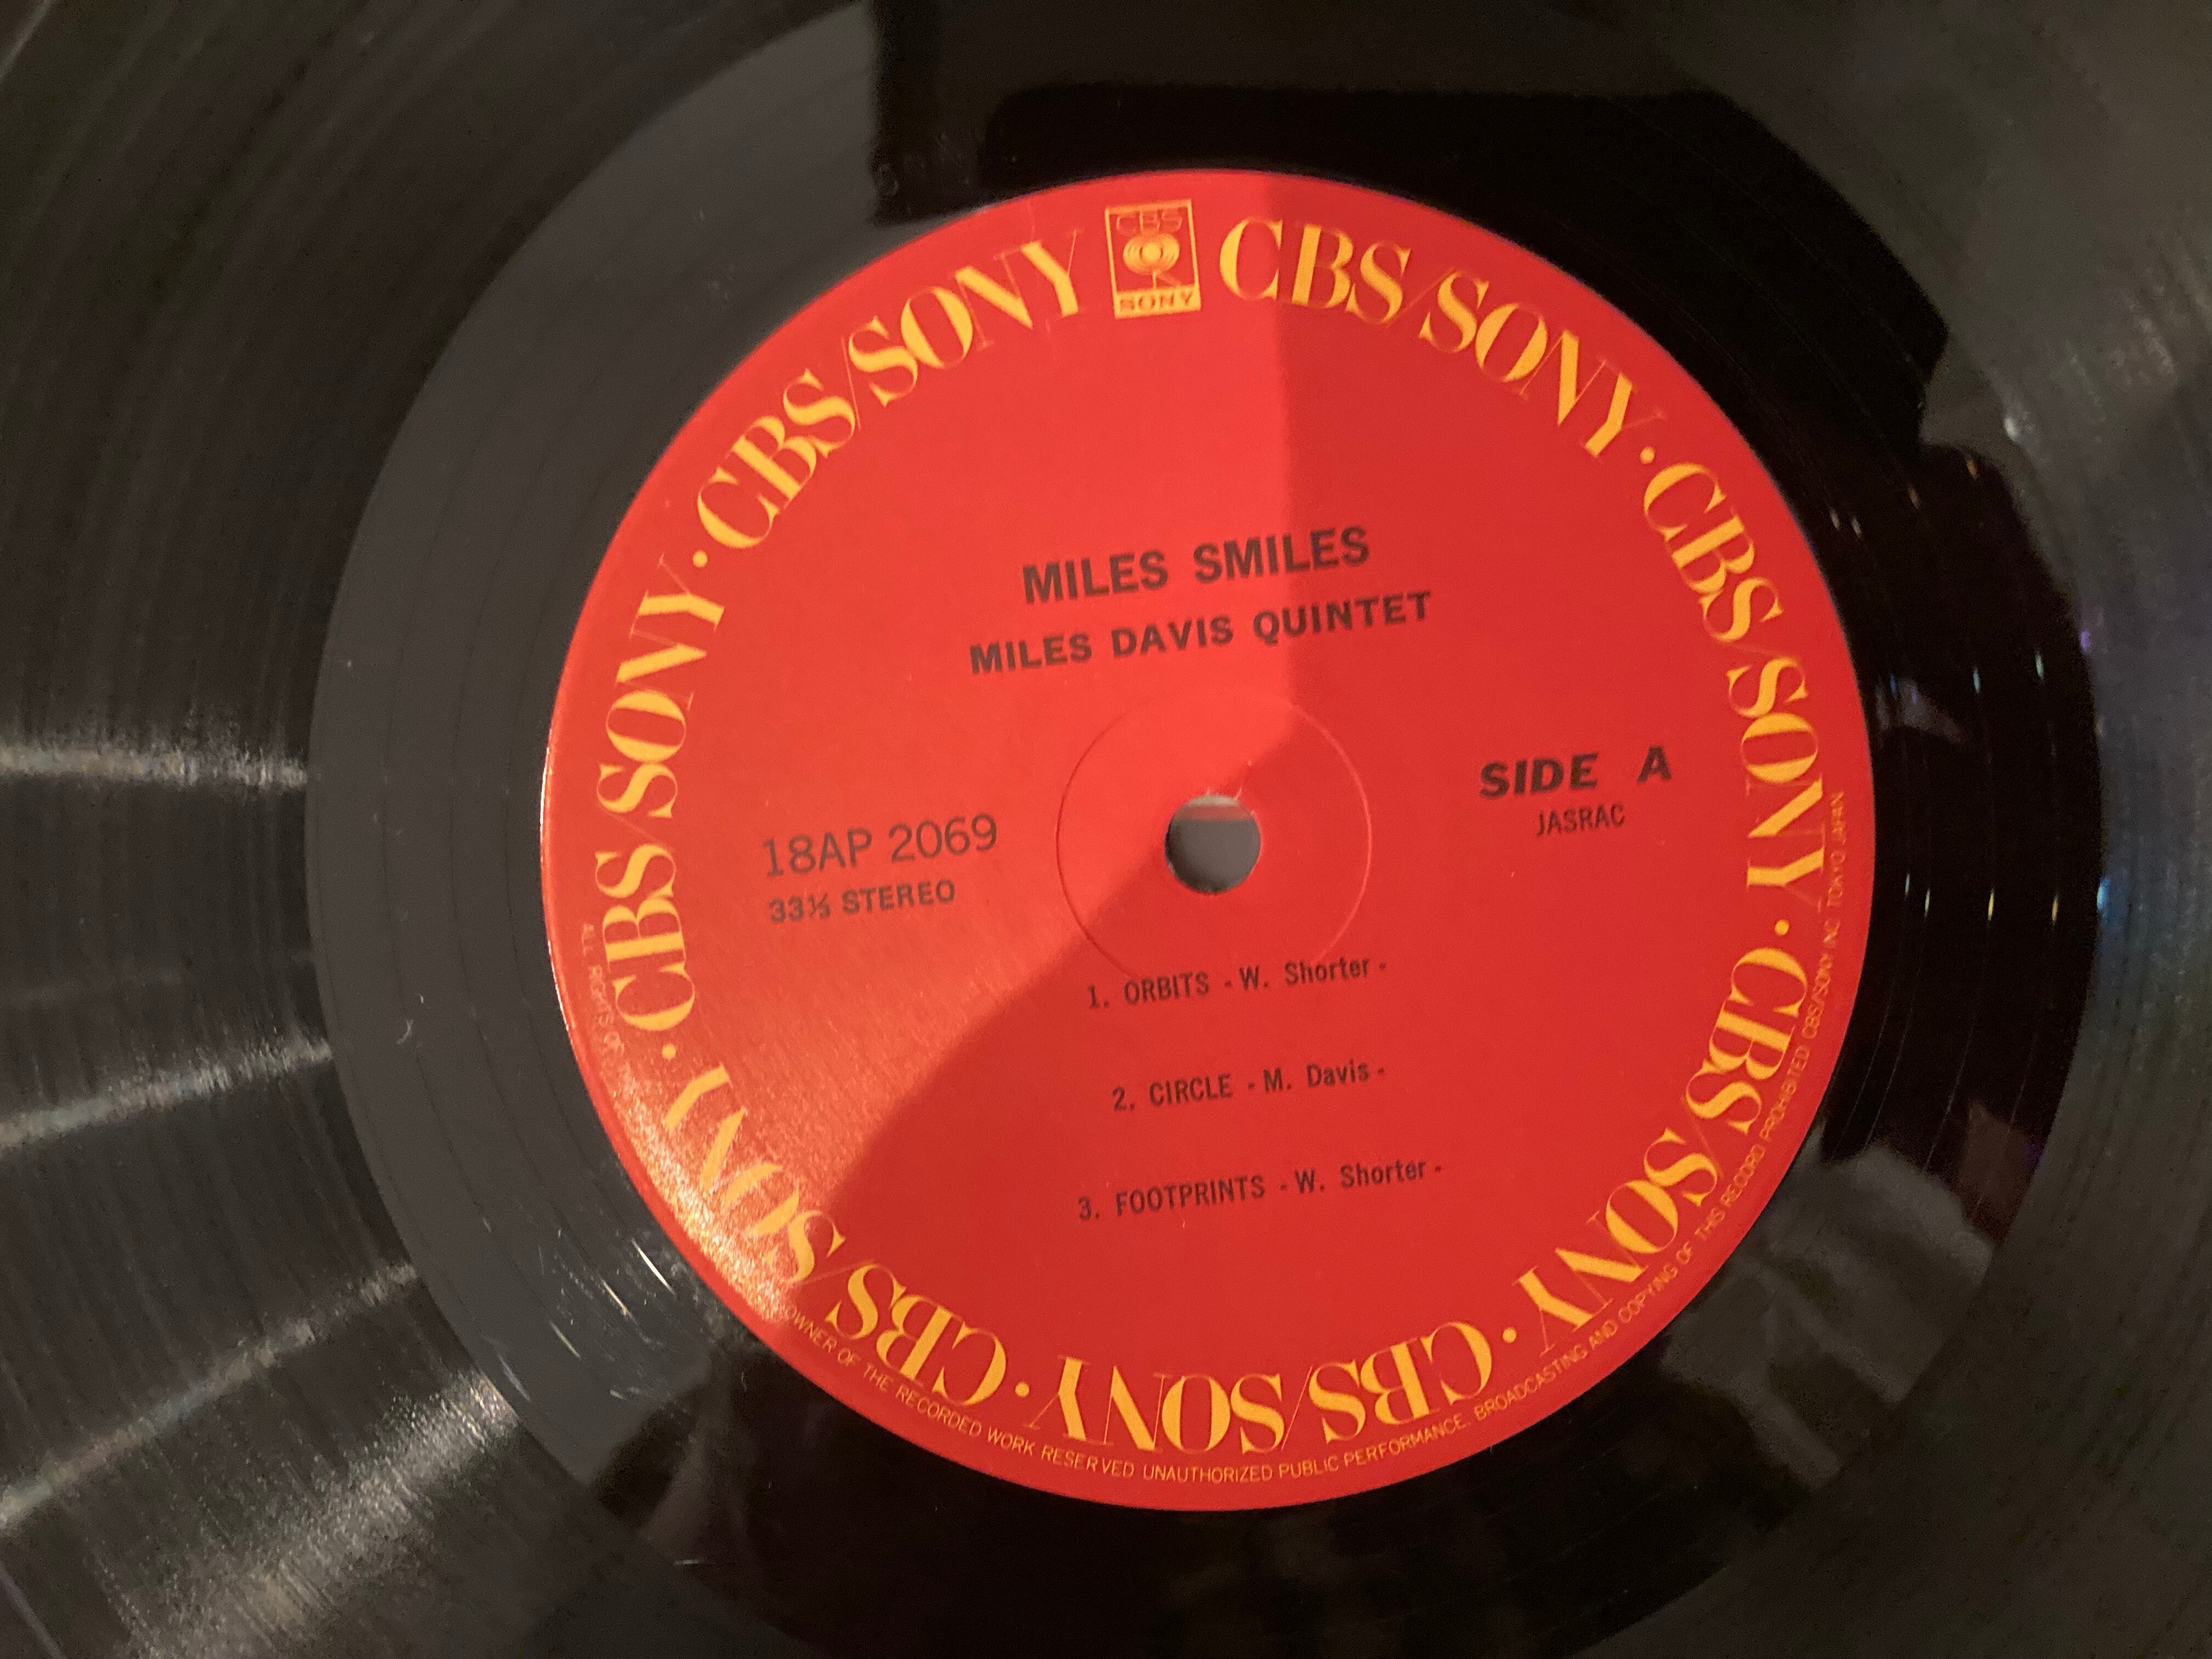 CBS
SONY
CBS/SONY · CBS/SONY · CBS/SONY · CBS/SONY · CBS/SONY · CBS/SONY · CBS/SONY · CBS/SONY
MILES SMILES
MILES DAVIS QUINTET
SIDE A
JASRAC
18AP 2069
33⅓ STEREO
1. ORBITS - W. Shorter -
2. CIRCLE - M. Davis -
3. FOOTPRINTS - W. Shorter -
ALL RIGHTS OF OWNER OF THE RECORDED WORK RESERVED UNAUTHORIZED PUBLIC PERFORMANCE. BROADCASTING AND COPYING OF THIS RECORD PROHIBITED CBS/SONY INC. TOKYO JAPAN